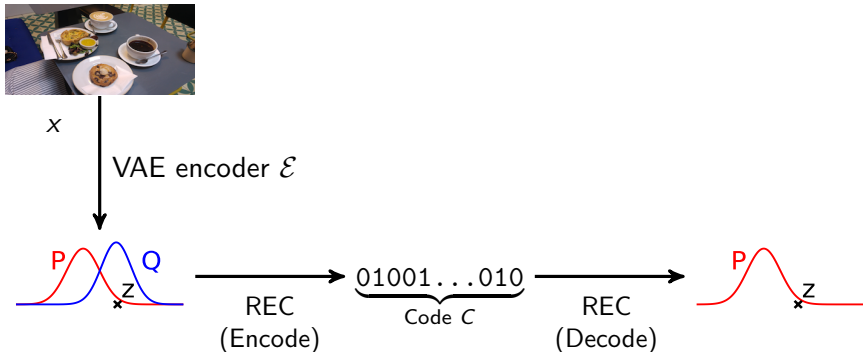 x
VAE encoder ℰ
P
Q
z
REC
(Encode)
01001...010
Code C
REC
(Decode)
P
z